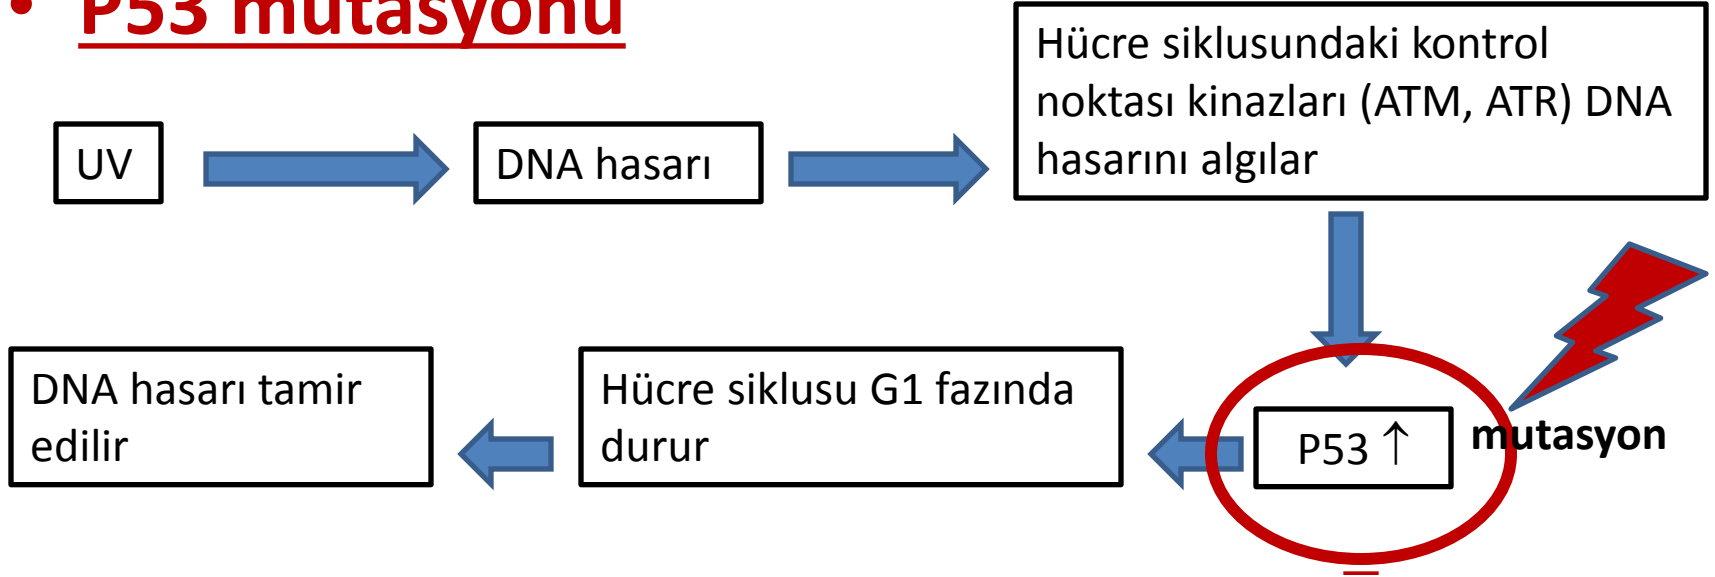 • P53 mutasyonu
Hücre siklusundaki kontrol
noktası kinazları (ATM, ATR) DNA
hasarını algılar
UV
DNA hasarı
DNA hasarı tamir
edilir
Hücre siklusu G1 fazında
durur
P53 ↑
mutasyon